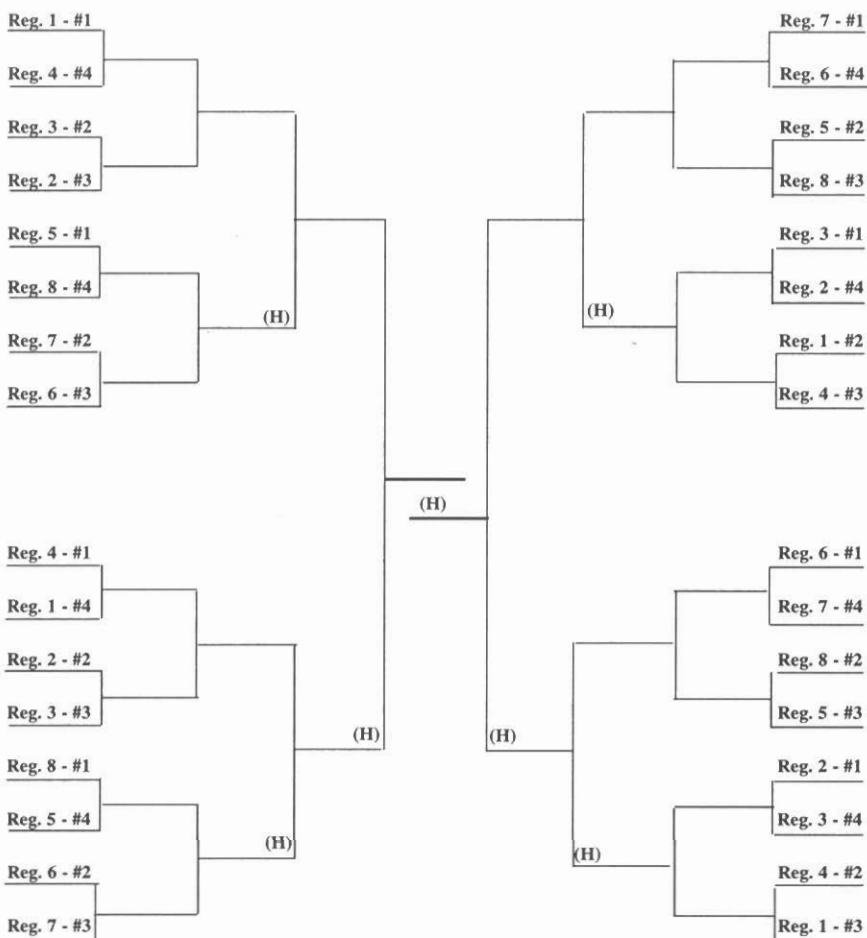 Reg. 1 - #1
Reg. 4 - #4
Reg. 3 - #2
Reg. 2 - #3
Reg. 5 - #1
Reg. 8 - #4
(H)
Reg. 7 - #2
Reg. 6 - #3
Reg. 4 - #1
Reg. 1 - #4
Reg. 2 - #2
Reg. 3 - #3
(H)
Reg. 8 - #1
Reg. 5 - #4
(H)
Reg. 6 - #2
Reg. 7 - #3
(H)
Reg. 7 - #1
Reg. 6 - #4
Reg. 5 - #2
Reg. 8 - #3
Reg. 3 - #1
Reg. 2 - #4
(H)
Reg. 1 - #2
Reg. 4 - #3
Reg. 6 - #1
Reg. 7 - #4
Reg. 8 - #2
Reg. 5 - #3
(H)
Reg. 2 - #1
Reg. 3 - #4
(H)
Reg. 4 - #2
Reg. 1 - #3